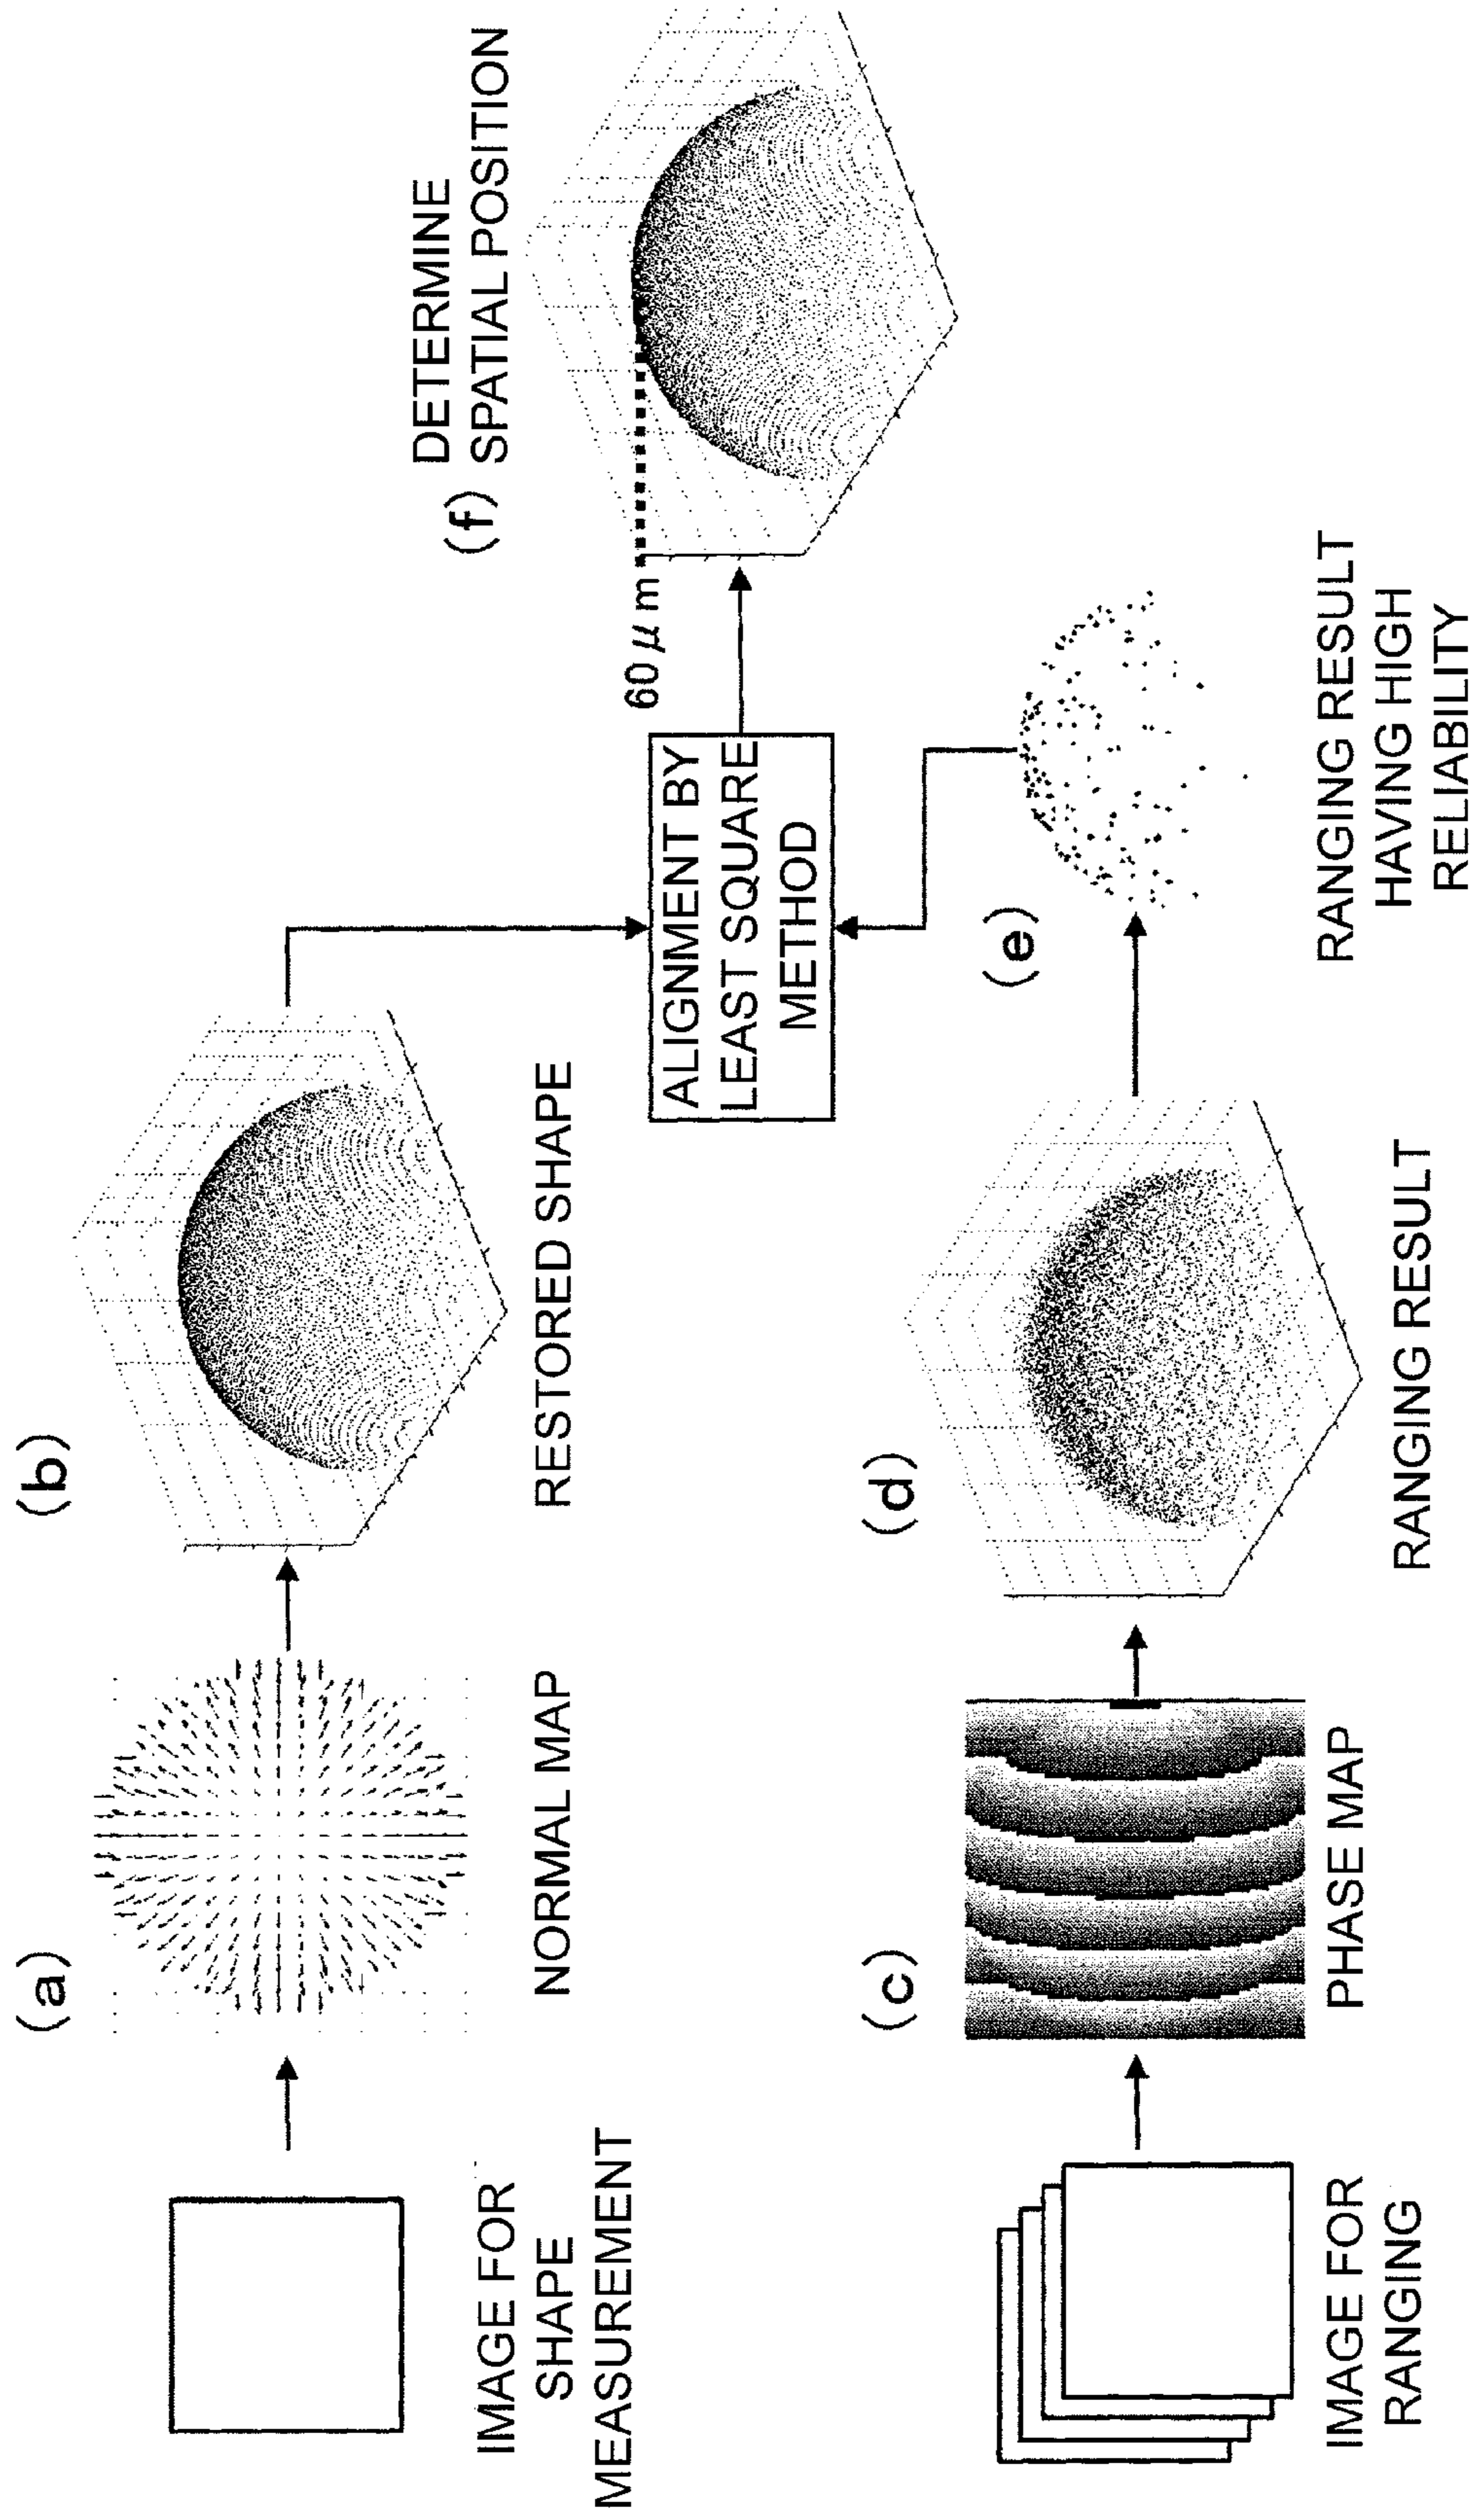 (a)
(b)
IMAGE FOR
SHAPE
MEASUREMENT
NORMAL MAP
RESTORED SHAPE
DETERMINE
(f) SPATIAL POSITION
60 μm
ALIGNMENT BY
LEAST SQUARE
METHOD
(c)
(d)
(e)
IMAGE FOR
RANGING
PHASE MAP
RANGING RESULT
RANGING RESULT
HAVING HIGH
RELIABILITY